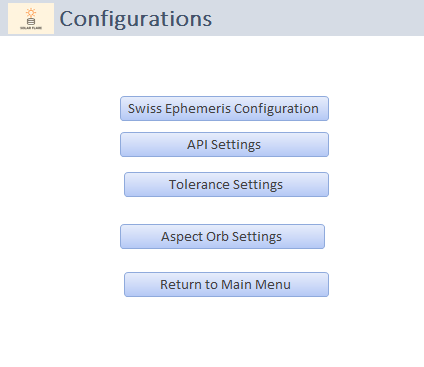 SOLAR FLARE
Configurations
Swiss Ephemeris Configuration
API Settings
Tolerance Settings
Aspect Orb Settings
Return to Main Menu